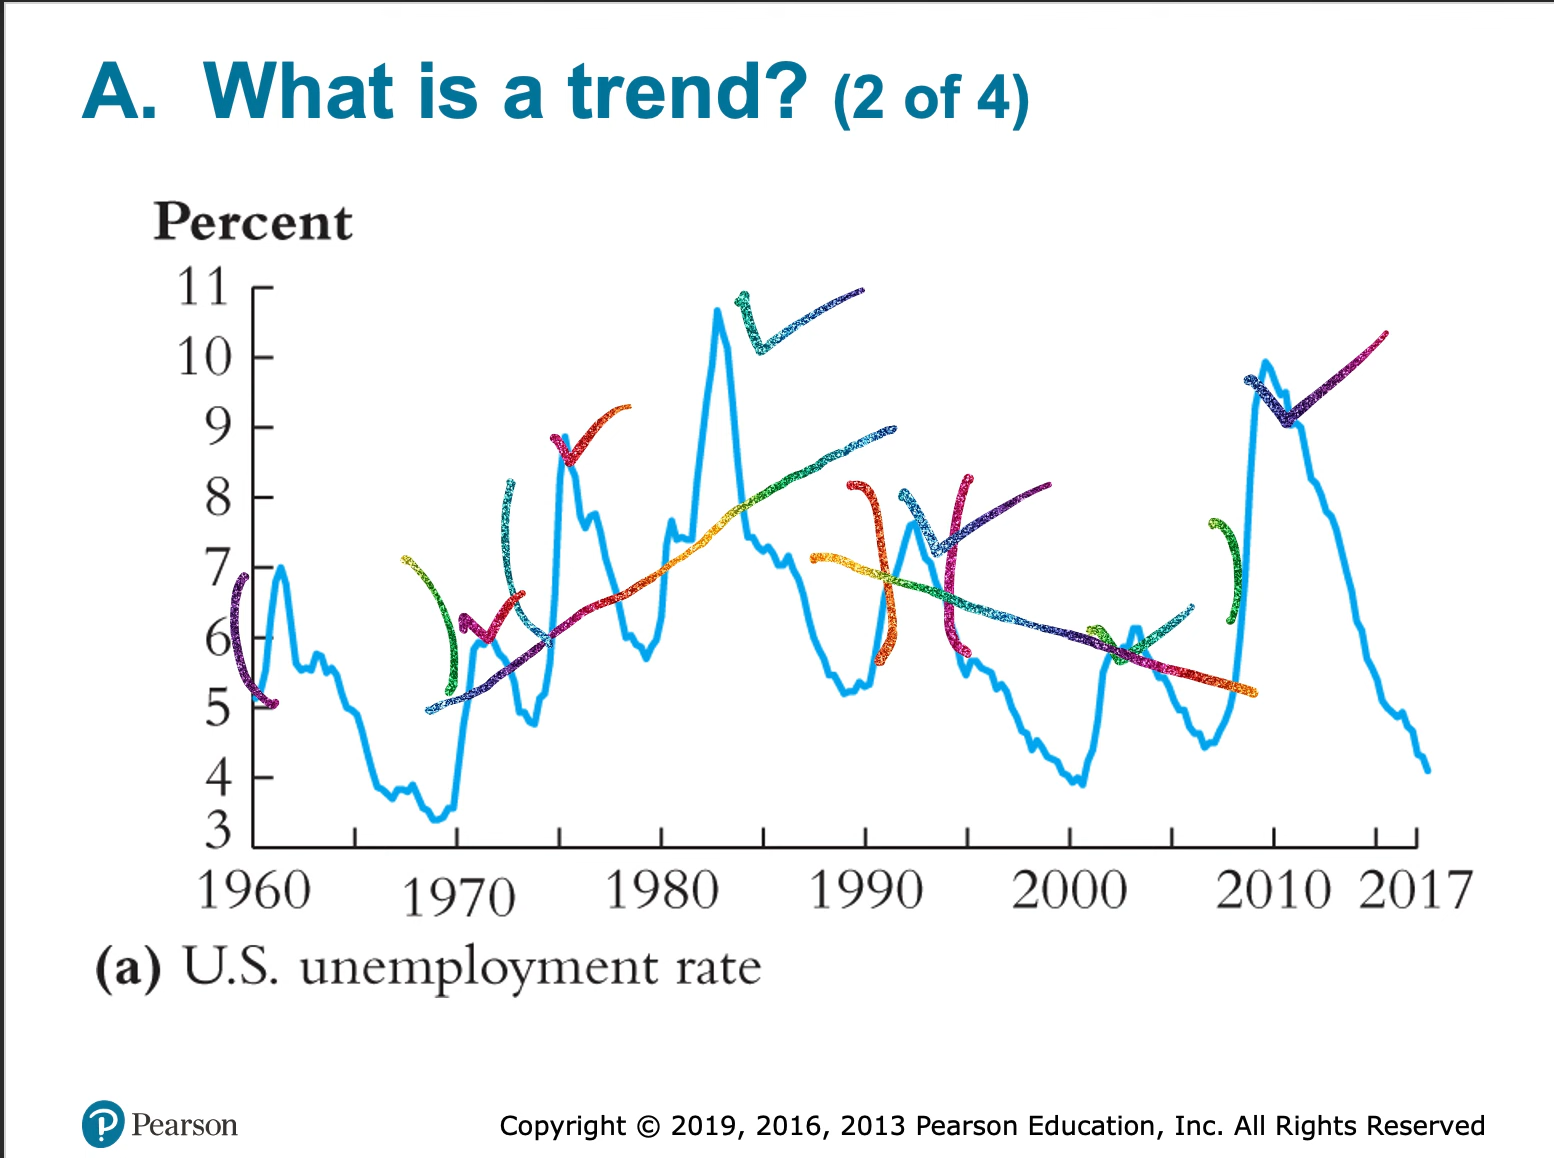 A. What is a trend? (2 of 4)
Percent
11
10
9
8
7
6
5
4
3
1960 1970 1980 1990 2000 2010 2017
(a) U.S. unemployment rate
Pearson
Copyright © 2019, 2016, 2013 Pearson Education, Inc. All Rights Reserved